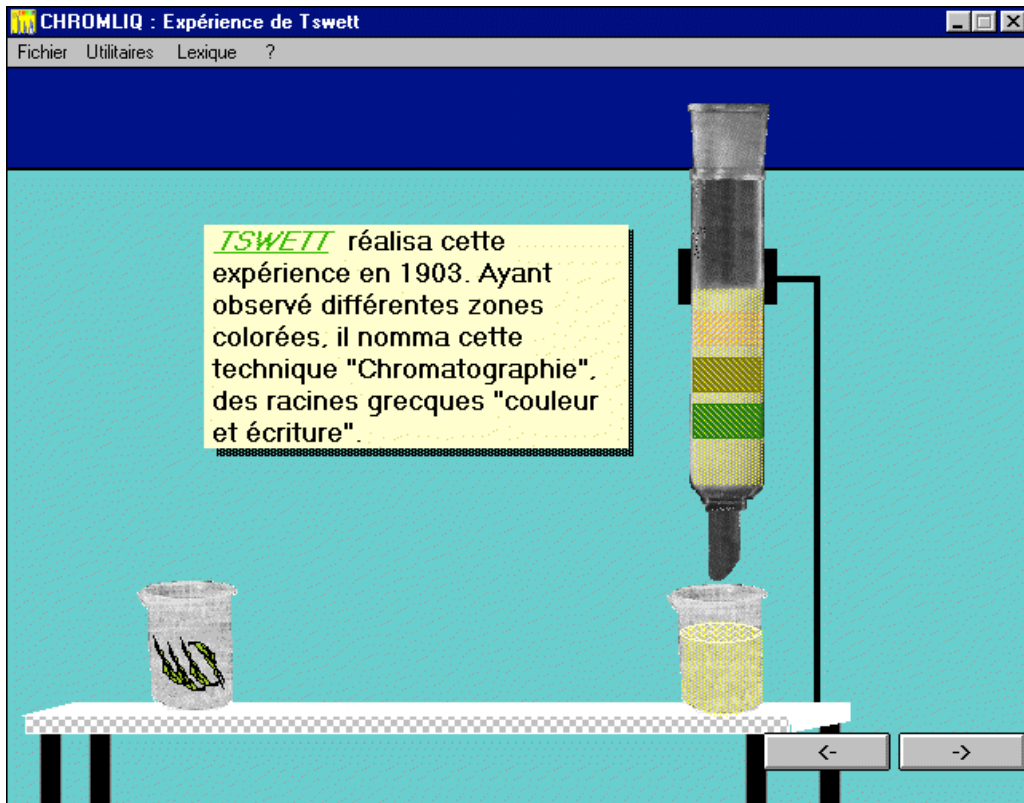 CHROMLIQ : Expérience de Tswett
Fichier Utilitaires Lexique ?
TSWETT réalisa cette
expérience en 1903. Ayant
observé différentes zones
colorées, il nomma cette
technique "Chromatographie",
des racines grecques "couleur
et écriture".
<- ->